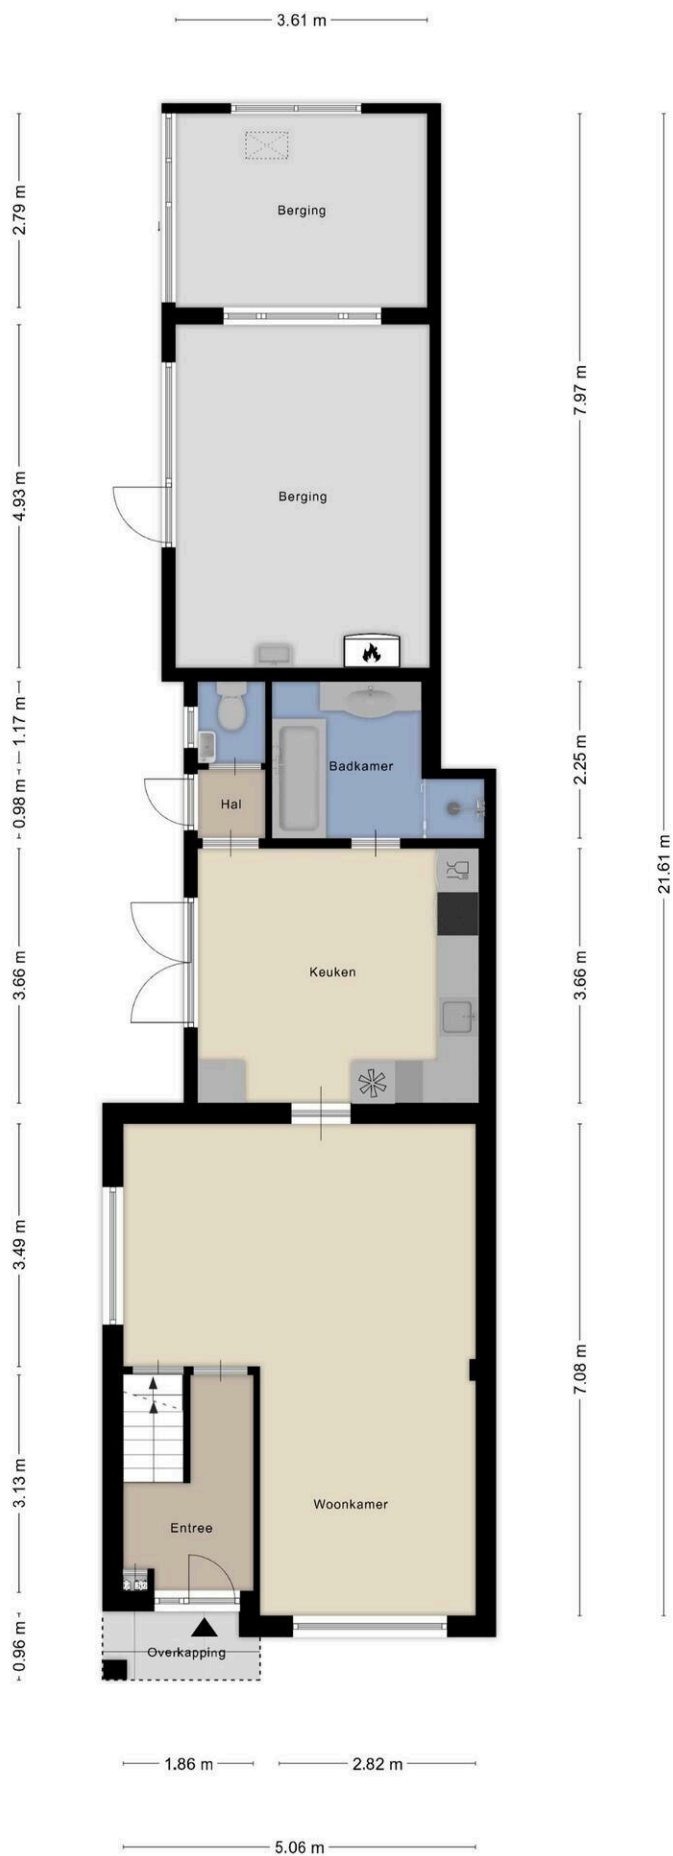 3.61 m
2.79 m
Berging
7.97 m
4.93 m
Berging
1.17 m
2.25 m
Badkamer
0.98 m
Hal
21.61 m
3.66 m
Keuken
3.66 m
3.49 m
7.08 m
3.13 m
Woonkamer
Entree
0.96 m
Overkapping
1.86 m
2.82 m
5.06 m